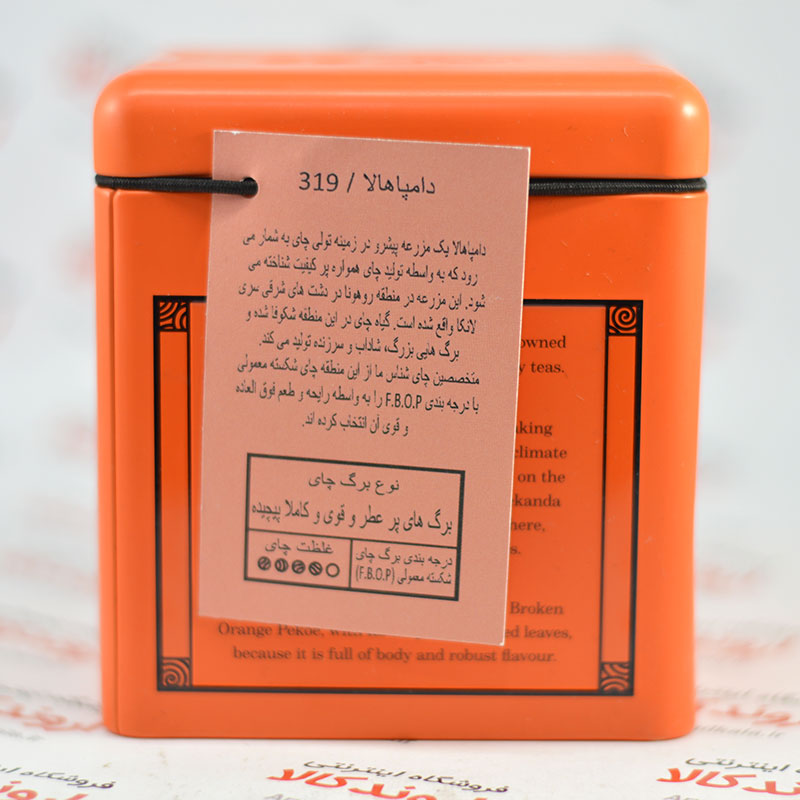 دامپاهالا / 319
دامپاهالا یک مزرعه پیشرو در زمینه تولی چای به شمار می
رود که به واسطه تولید چای همواره پر کیفیت شناخته می
شود. این مزرعه در منطقه روهونا در دشت های شرقی سری
لانکا واقع شده است. گیاه چای در این منطقه شکوفا شده و
برگ هایی بزرگ، شاداب و سرزنده تولید می کند.
متخصصین چای شناس ما از این منطقه چای شکسته معمولی
با درجه بندی F.B.O.P را به واسطه رایحه و طعم فوق العاده
و قوی آن انتخاب کرده اند.
نوع برگ چای
برگ های پر عطر و قوی و کاملا پیچیده
غلظت چای
درجه بندی برگ چای
شکسته معمولی (F.B.O.P)
owned
teas.
climate
on the
Broken
Orange Pekoe, leaves,
because it is full of body and robust flavour.
فروشگاه اینترنتی
اروندکالا
فروشگاه اینترنتی